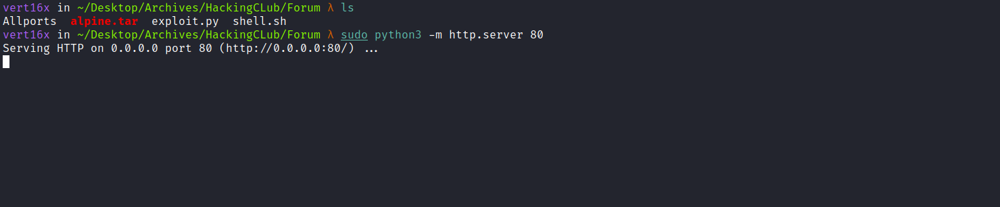 vert16x in ~/Desktop/Archives/HackingCLub/Forum λ ls
Allports  alpine.tar  exploit.py  shell.sh
vert16x in ~/Desktop/Archives/HackingCLub/Forum λ sudo python3 -m http.server 80
Serving HTTP on 0.0.0.0 port 80 (http://0.0.0.0:80/) ...